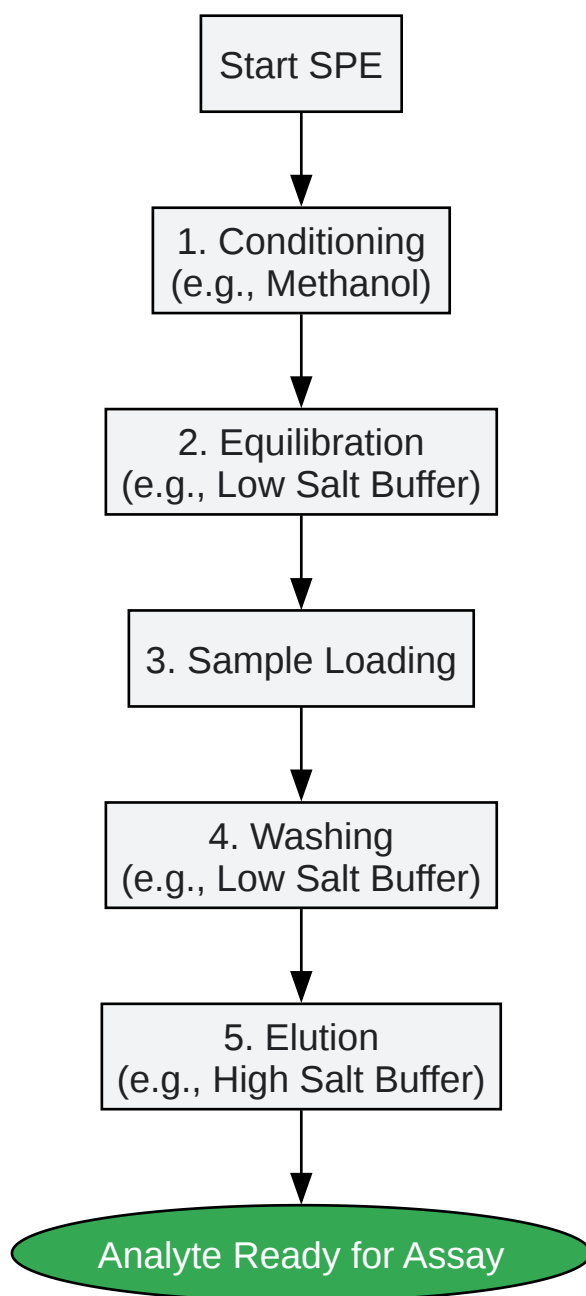 Start SPE
1. Conditioning
(e.g., Methanol)
2. Equilibration
(e.g., Low Salt Buffer)
3. Sample Loading
4. Washing
(e.g., Low Salt Buffer)
5. Elution
(e.g., High Salt Buffer)
Analyte Ready for Assay